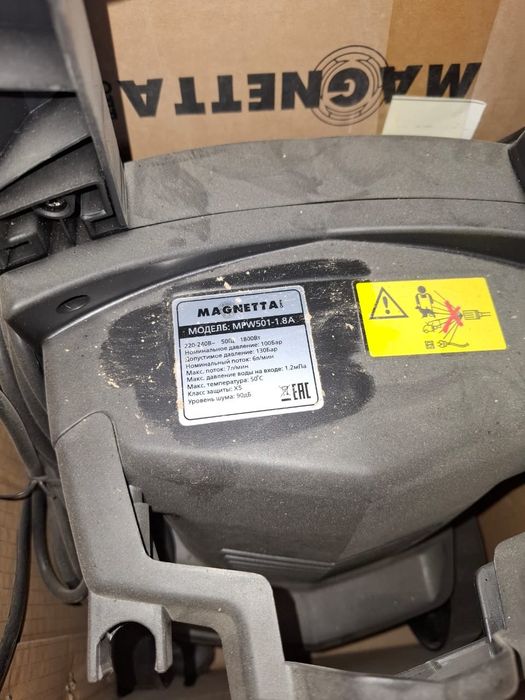 MAGNETTA
MAGNETTA
МОДЕЛЬ: MPW501-1.8A
220-240В~ 50Гц 1800Вт
Номинальное давление: 100Бар
Допустимое давление: 130Бар
Номинальный поток: 6л/мин
Макс. поток: 7л/мин
Макс. давление воды на входе: 1.2мПа
Макс. температура: 50°C
Класс защиты: X5
Уровень шума: 90дБ
EAC